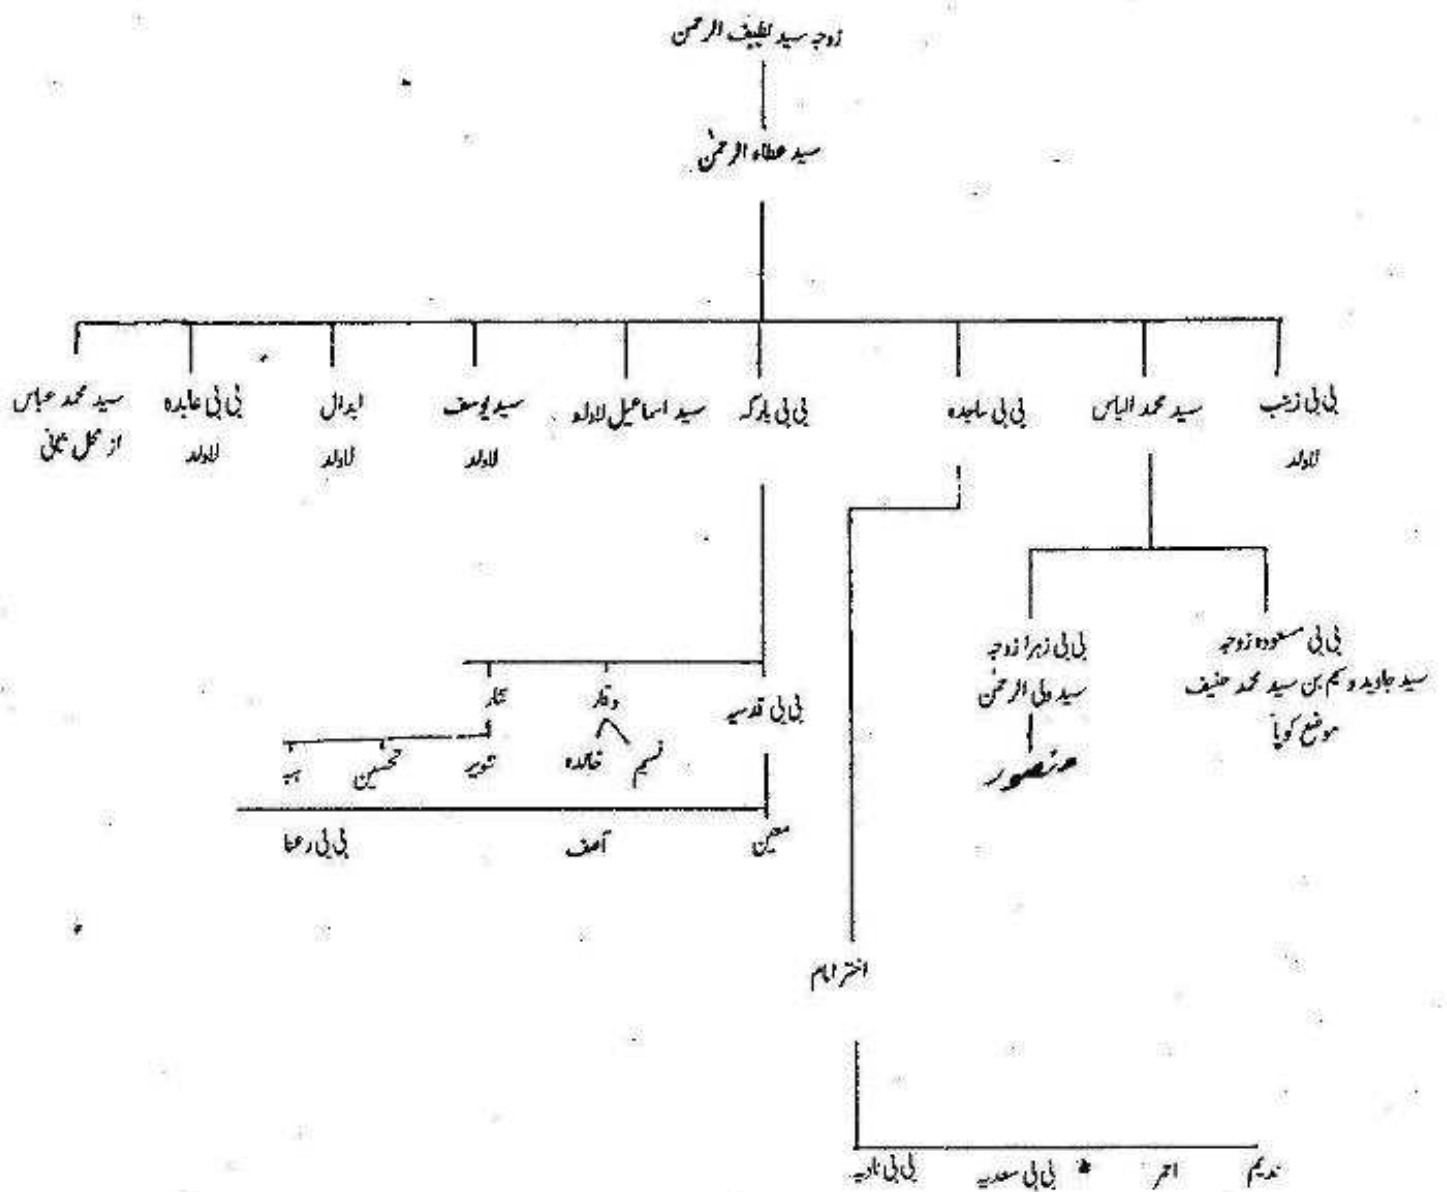 زوجہ سید لطیف الرحمن
سید عطاء الرحمٰن
بی بی زینب
لاولد
سید محمد الیاس
بی بی ساجدہ
بی بی بارکہ
سید اسماعیل لاولد
سید یوسف
لاولد
ابدال
لاولد
بی بی عابدہ
لاولد
سید محمد عباس
از محل ثانی
بی بی مسعودہ زوجہ
سید جاوید وسیم بن سید محمد حنیف
موضع کوپا
بی بی زہرا زوجہ
سید ولی الرحمٰن
منصور
بی بی قدسیہ
وقار
نثار
نسیم
خالدہ
تنویر
تحسین
معین
آصف
بی بی رعنا
اختر امام
ندیم
احمر
بی بی سعدیہ
بی بی نادیہ